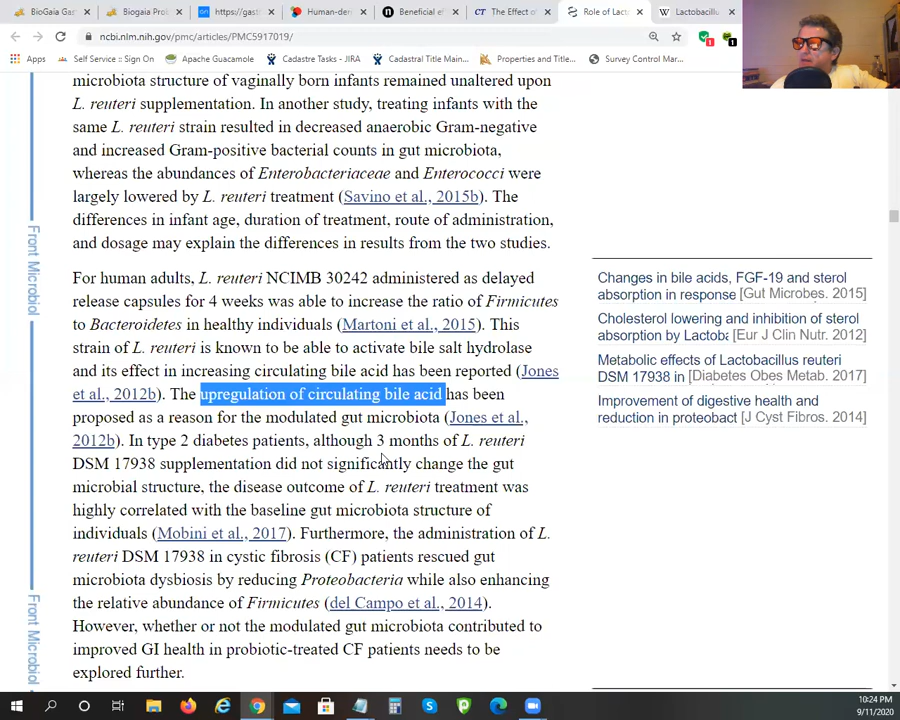 BioGaia Gas
Biogaia Prot
https://gastr
Human-deri
Beneficial ef
The Effect o
Role of Lact
Lactobacillu
ncbi.nlm.nih.gov/pmc/articles/PMC5917019/
Apps
Self Service :: Sign On
Apache Guacamole
Cadastre Tasks - JIRA
Cadastral Title Main...
Properties and Title...
Survey Control Mar...
microbiota structure of vaginally born infants remained unaltered upon
L. reuteri supplementation. In another study, treating infants with the
same L. reuteri strain resulted in decreased anaerobic Gram-negative
and increased Gram-positive bacterial counts in gut microbiota,
whereas the abundances of Enterobacteriaceae and Enterococci were
largely lowered by L. reuteri treatment (Savino et al., 2015b). The
differences in infant age, duration of treatment, route of administration,
and dosage may explain the differences in results from the two studies.
For human adults, L. reuteri NCIMB 30242 administered as delayed
release capsules for 4 weeks was able to increase the ratio of Firmicutes
to Bacteroidetes in healthy individuals (Martoni et al., 2015). This
strain of L. reuteri is known to be able to activate bile salt hydrolase
and its effect in increasing circulating bile acid has been reported (Jones
et al., 2012b). The upregulation of circulating bile acid has been
proposed as a reason for the modulated gut microbiota (Jones et al.,
2012b). In type 2 diabetes patients, although 3 months of L. reuteri
DSM 17938 supplementation did not significantly change the gut
microbial structure, the disease outcome of L. reuteri treatment was
highly correlated with the baseline gut microbiota structure of
individuals (Mobini et al., 2017). Furthermore, the administration of L.
reuteri DSM 17938 in cystic fibrosis (CF) patients rescued gut
microbiota dysbiosis by reducing Proteobacteria while also enhancing
the relative abundance of Firmicutes (del Campo et al., 2014).
However, whether or not the modulated gut microbiota contributed to
improved GI health in probiotic-treated CF patients needs to be
explored further.
Front Microbiol
Front Microbiol
Changes in bile acids, FGF-19 and sterol
absorption in response [Gut Microbes. 2015]
Cholesterol lowering and inhibition of sterol
absorption by Lactoba [Eur J Clin Nutr. 2012]
Metabolic effects of Lactobacillus reuteri
DSM 17938 in [Diabetes Obes Metab. 2017]
Improvement of digestive health and
reduction in proteobact [J Cyst Fibros. 2014]
10:24 PM
9/11/2020